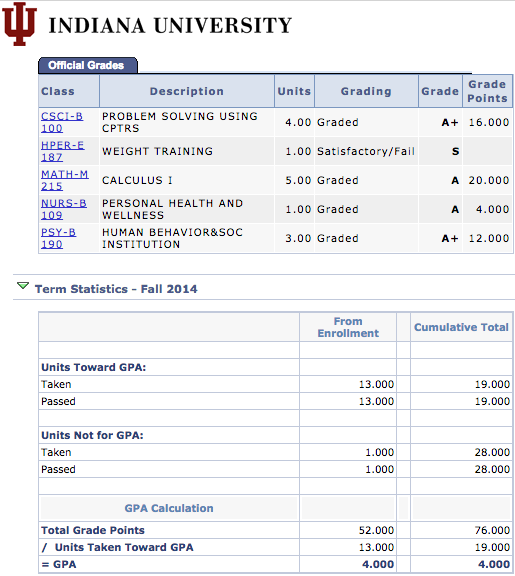 INDIANA UNIVERSITY
Official Grades
Class Description Units Grading Grade Grade Points
CSCI-B 100 PROBLEM SOLVING USING CPTRS 4.00 Graded A+ 16.000
HPER-E 187 WEIGHT TRAINING 1.00 Satisfactory/Fail S
MATH-M 215 CALCULUS I 5.00 Graded A 20.000
NURS-B 109 PERSONAL HEALTH AND WELLNESS 1.00 Graded A 4.000
PSY-B 190 HUMAN BEHAVIOR&SOC INSTITUTION 3.00 Graded A+ 12.000
Term Statistics - Fall 2014
From Enrollment Cumulative Total
Units Toward GPA:
Taken 13.000 19.000
Passed 13.000 19.000
Units Not for GPA:
Taken 1.000 28.000
Passed 1.000 28.000
GPA Calculation
Total Grade Points 52.000 76.000
/ Units Taken Toward GPA 13.000 19.000
= GPA 4.000 4.000